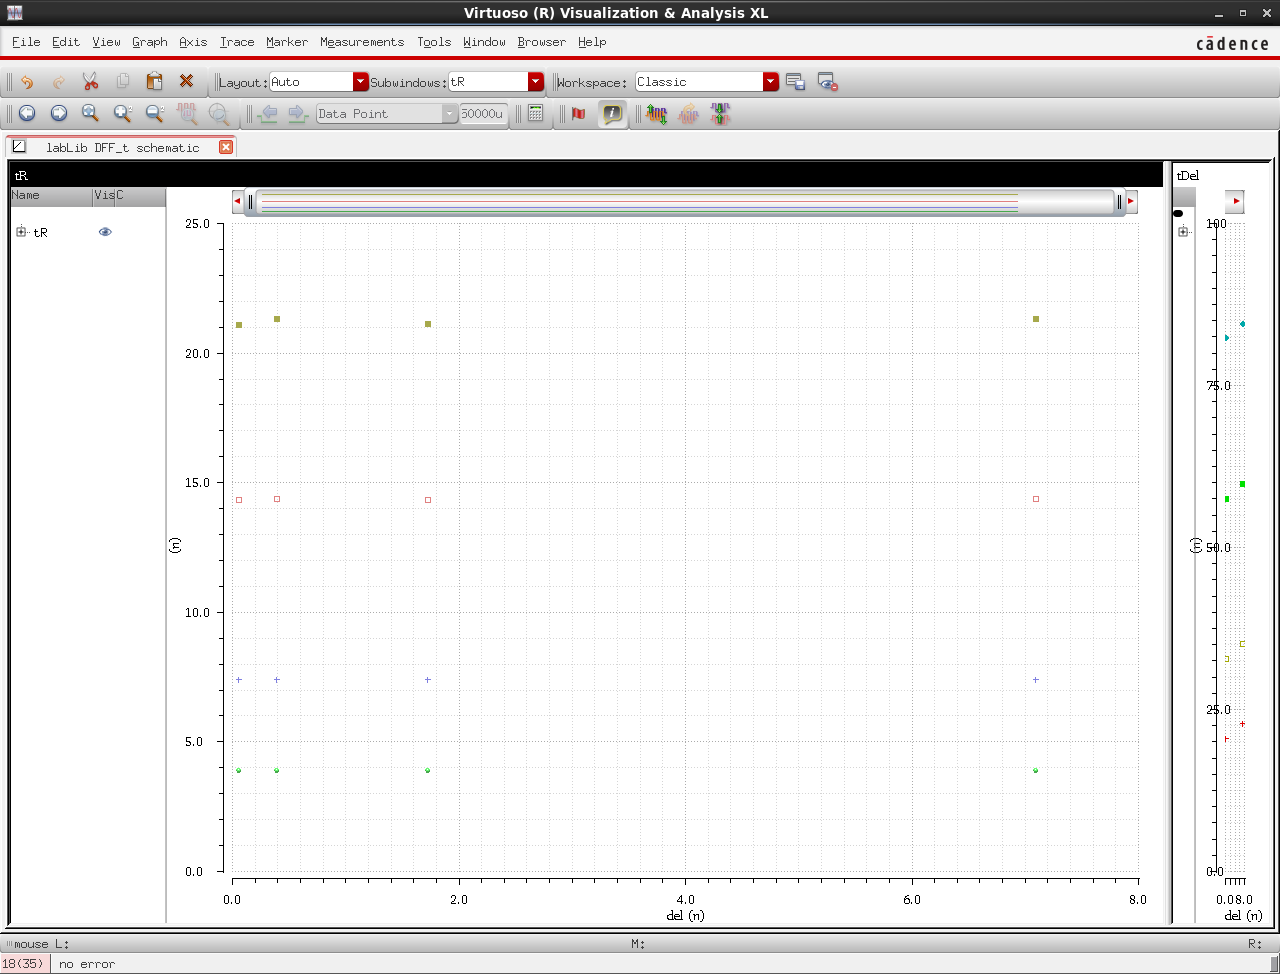 Virtuoso (R) Visualization & Analysis XL
File Edit View Graph Axis Trace Marker Measurements Tools Window Browser Help
cādence
Layout: Auto Subwindows: tR Workspace: Classic
Data Point 50000u
labLib DFF_t schematic
tR
Name Vis C
tR
25.0
20.0
15.0
(n)
10.0
5.0
0.0
0.0 2.0 4.0 6.0 8.0
del (n)
tDel
100
75.0
(n)
50.0
25.0
0.0
0.0 8.0
del (n)
mouse L: M: R:
18(35) no error